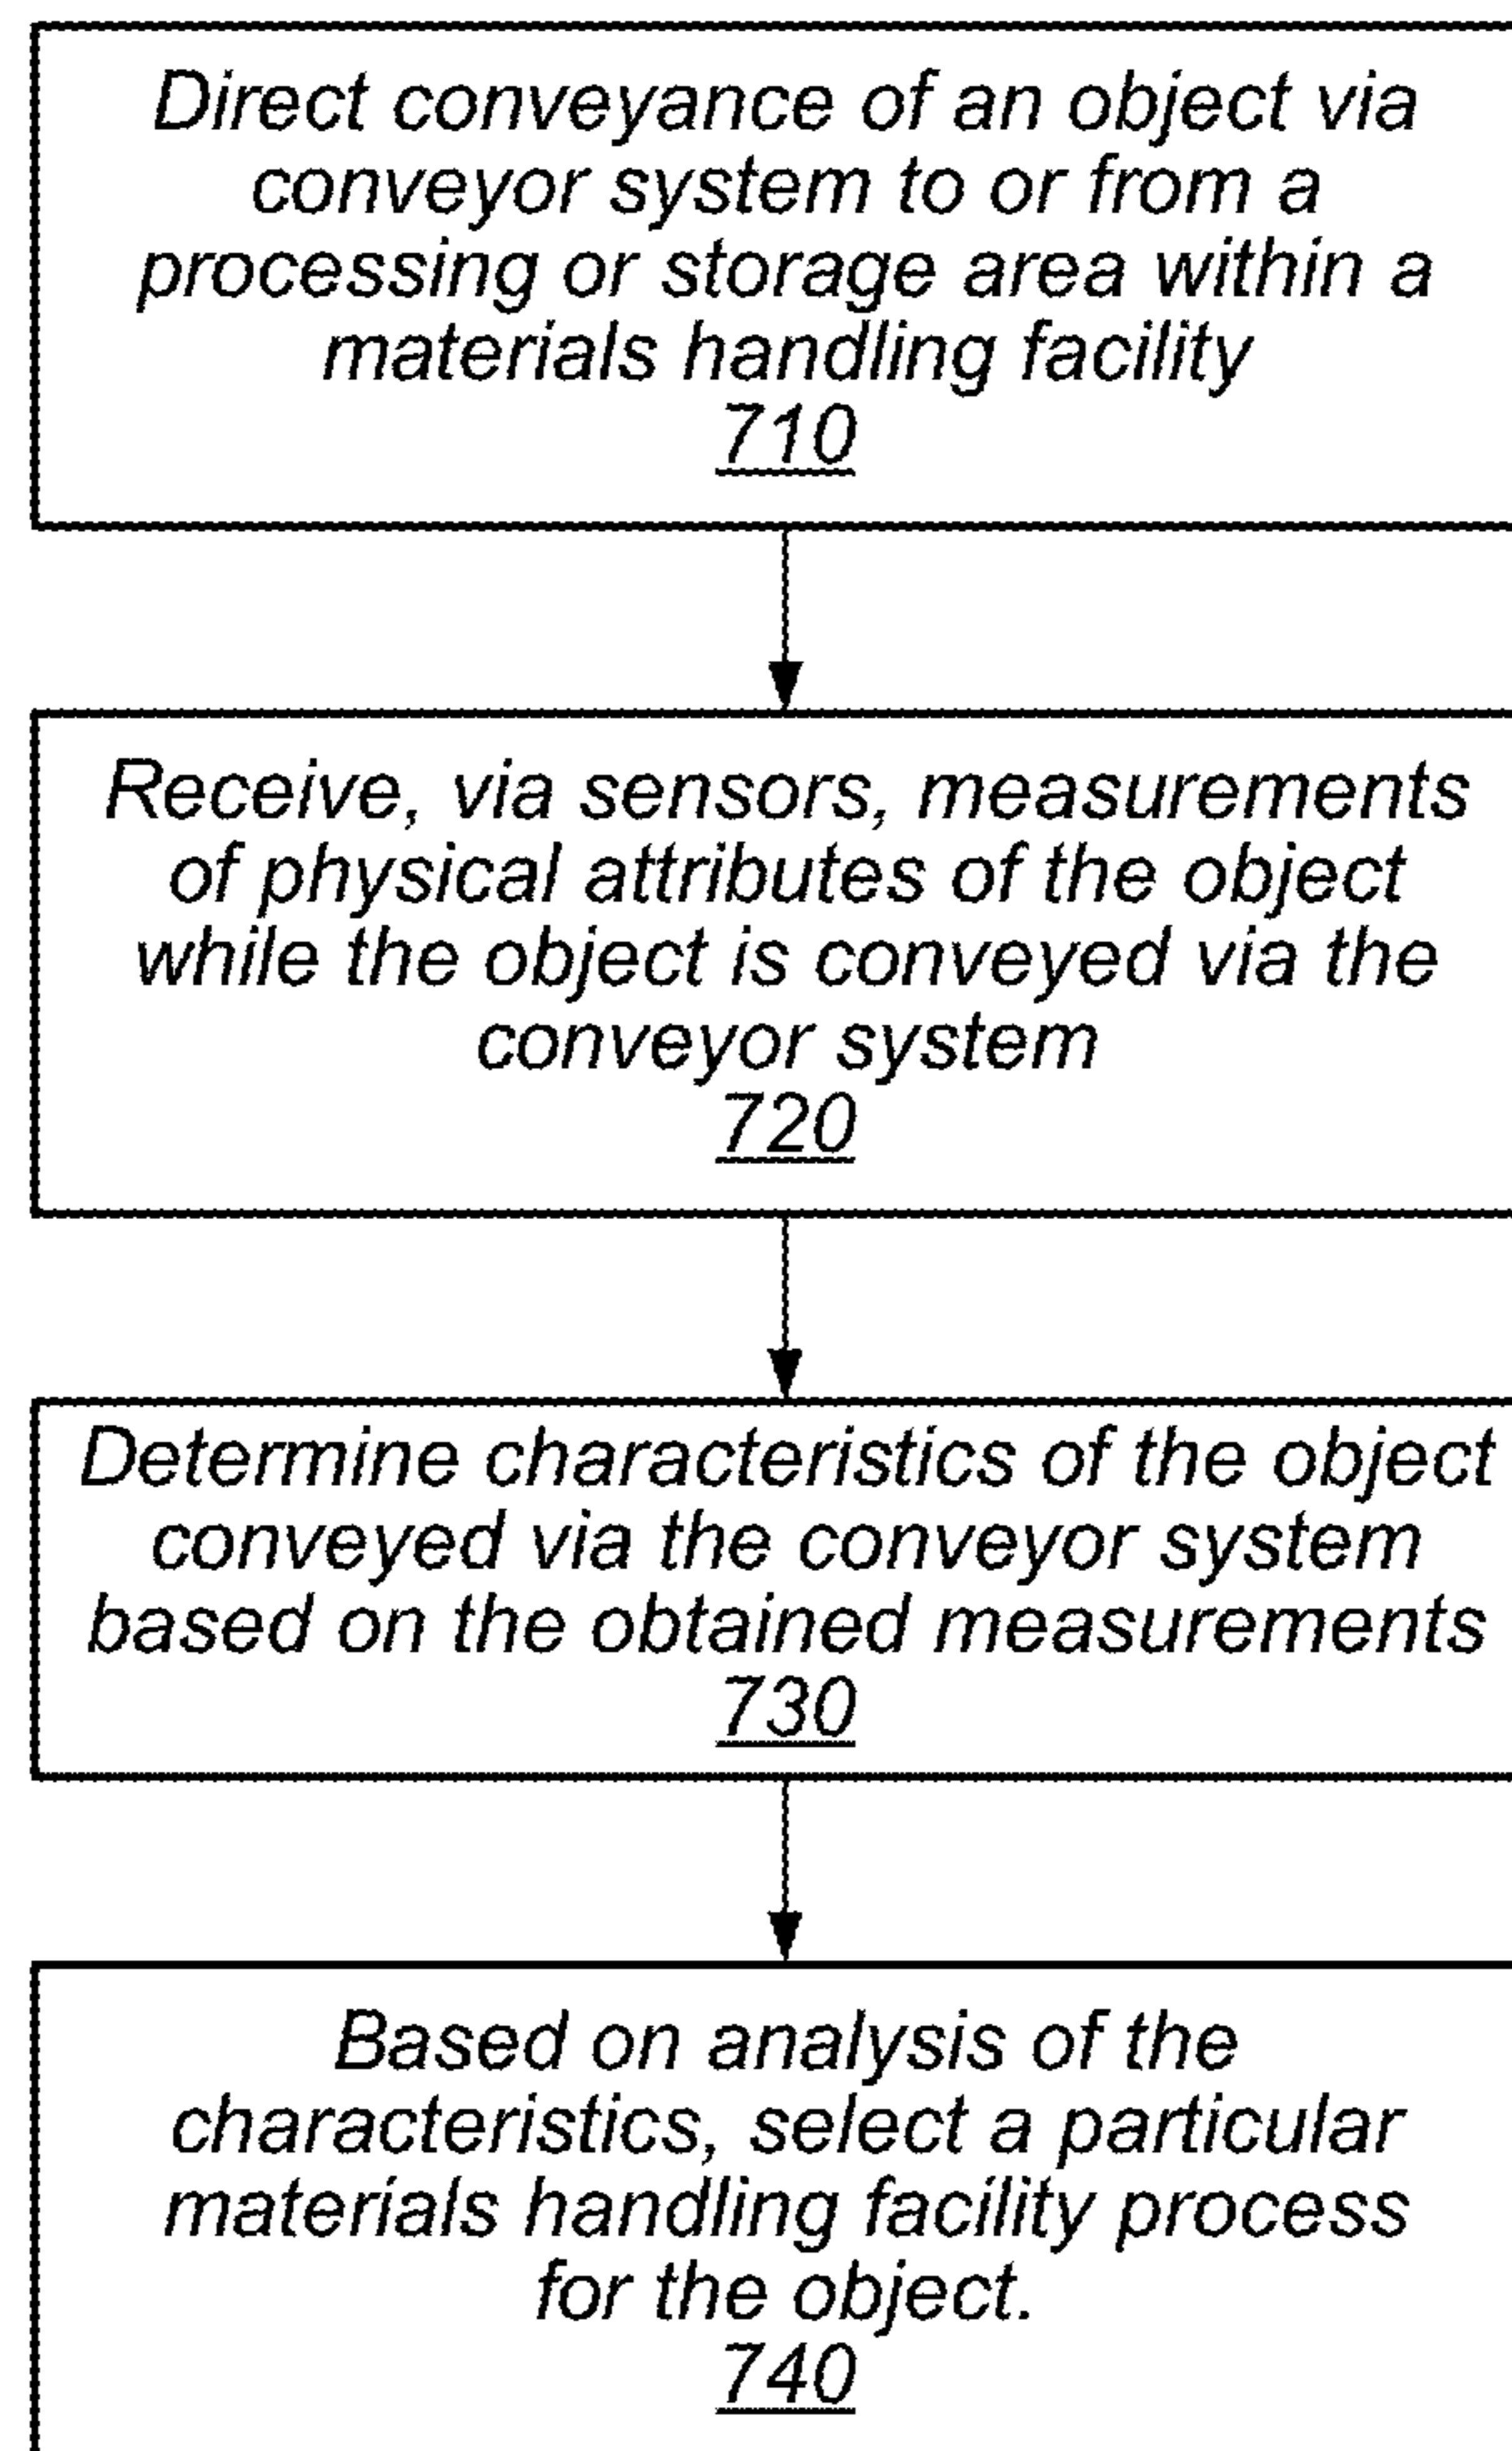 Direct conveyance of an object via
conveyor system to or from a
processing or storage area within a
materials handling facility
710
Receive, via sensors, measurements
of physical attributes of the object
while the object is conveyed via the
conveyor system
720
Determine characteristics of the object
conveyed via the conveyor system
based on the obtained measurements
730
Based on analysis of the
characteristics, select a particular
materials handling facility process
for the object.
740